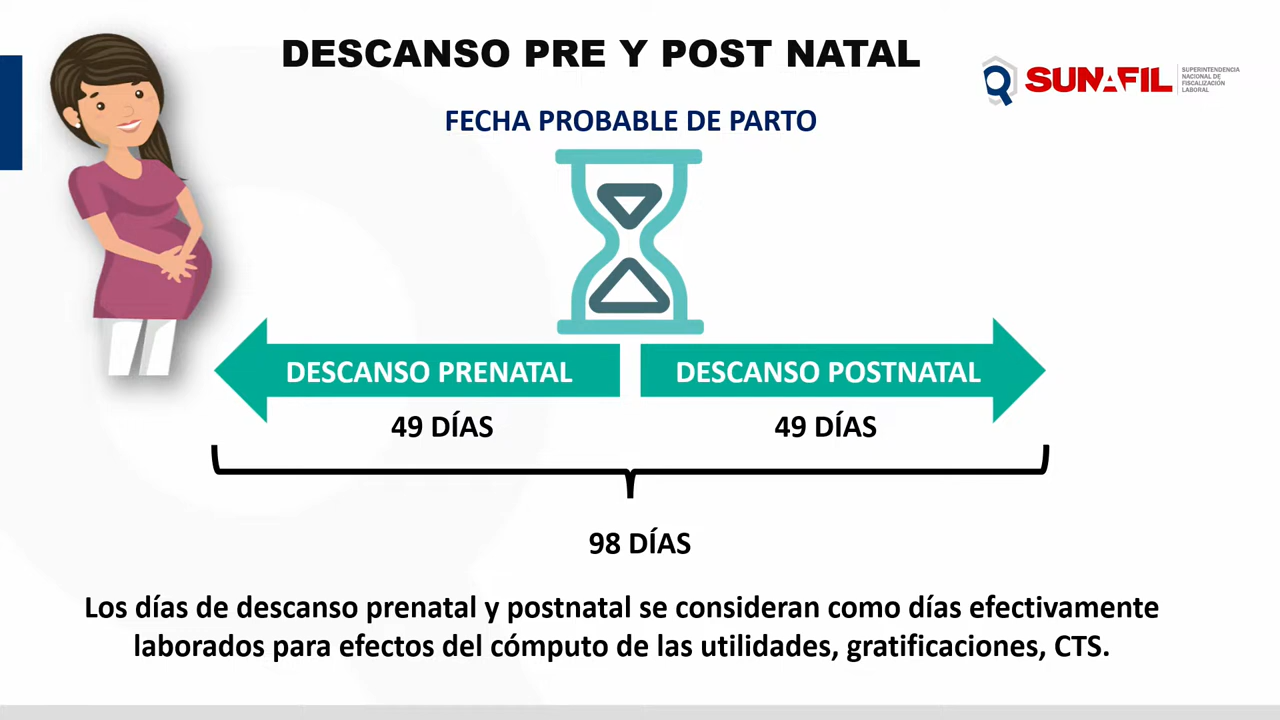 DESCANSO PRE Y POST NATAL
SUNAFIL
SUPERINTENDENCIA
NACIONAL DE
FISCALIZACIÓN
LABORAL
FECHA PROBABLE DE PARTO
DESCANSO PRENATAL
DESCANSO POSTNATAL
49 DÍAS
49 DÍAS
98 DÍAS
Los días de descanso prenatal y postnatal se consideran como días efectivamente
laborados para efectos del cómputo de las utilidades, gratificaciones, CTS.